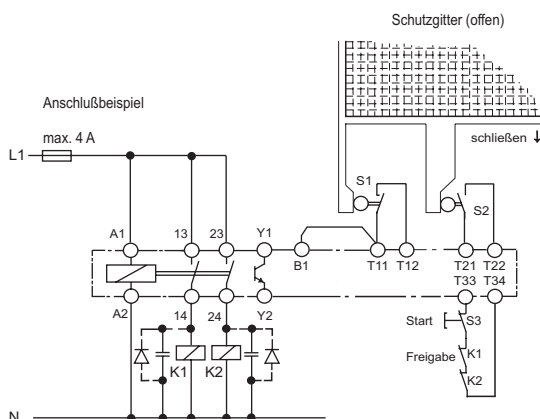 Schutzgitter (offen)
Anschlußbeispiel
max. 4 A
L1
schließen
S1
S2
A1 13 23 Y1 B1 T11 T12 T21 T22
T33 T34
A2 14 24 Y2
Start S3
K1 K2
Freigabe K1
K2
N